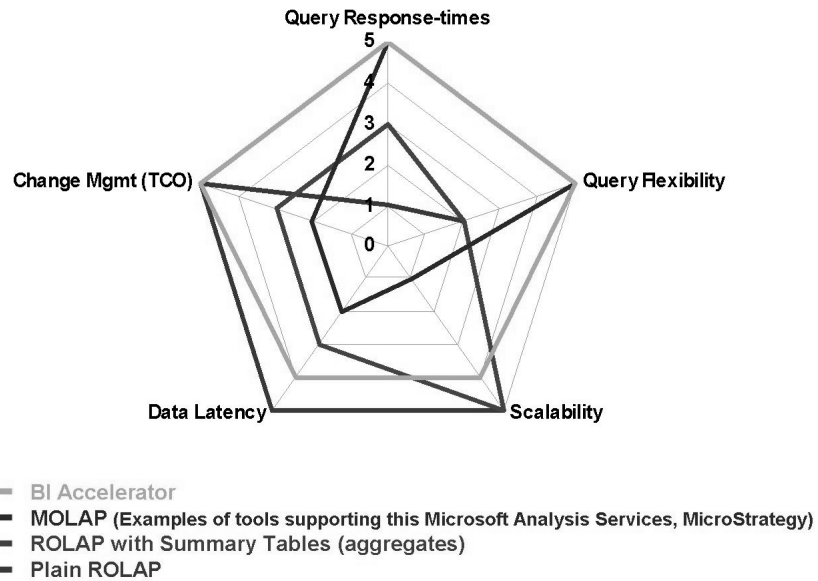 Query Response-times
5
4
3
2
1
0
Change Mgmt (TCO)
Query Flexibility
Data Latency
Scalability
BI Accelerator
MOLAP (Examples of tools supporting this Microsoft Analysis Services, MicroStrategy)
ROLAP with Summary Tables (aggregates)
Plain ROLAP